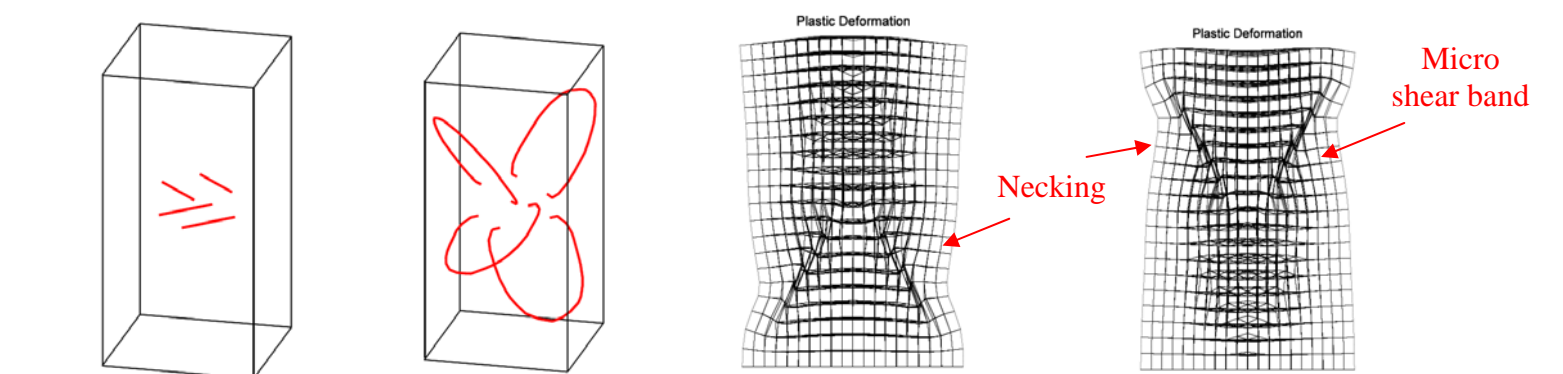 Plastic Deformation
Plastic Deformation
Micro
shear band
Necking